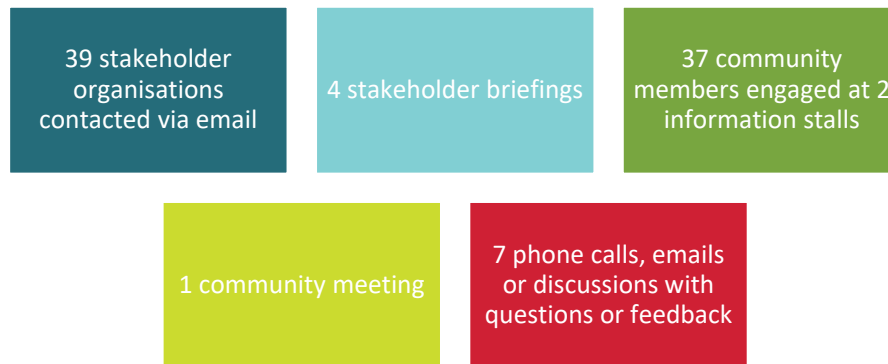 39 stakeholder
organisations
contacted via email
4 stakeholder briefings
37 community
members engaged at 2
information stalls
1 community meeting
7 phone calls, emails
or discussions with
questions or feedback